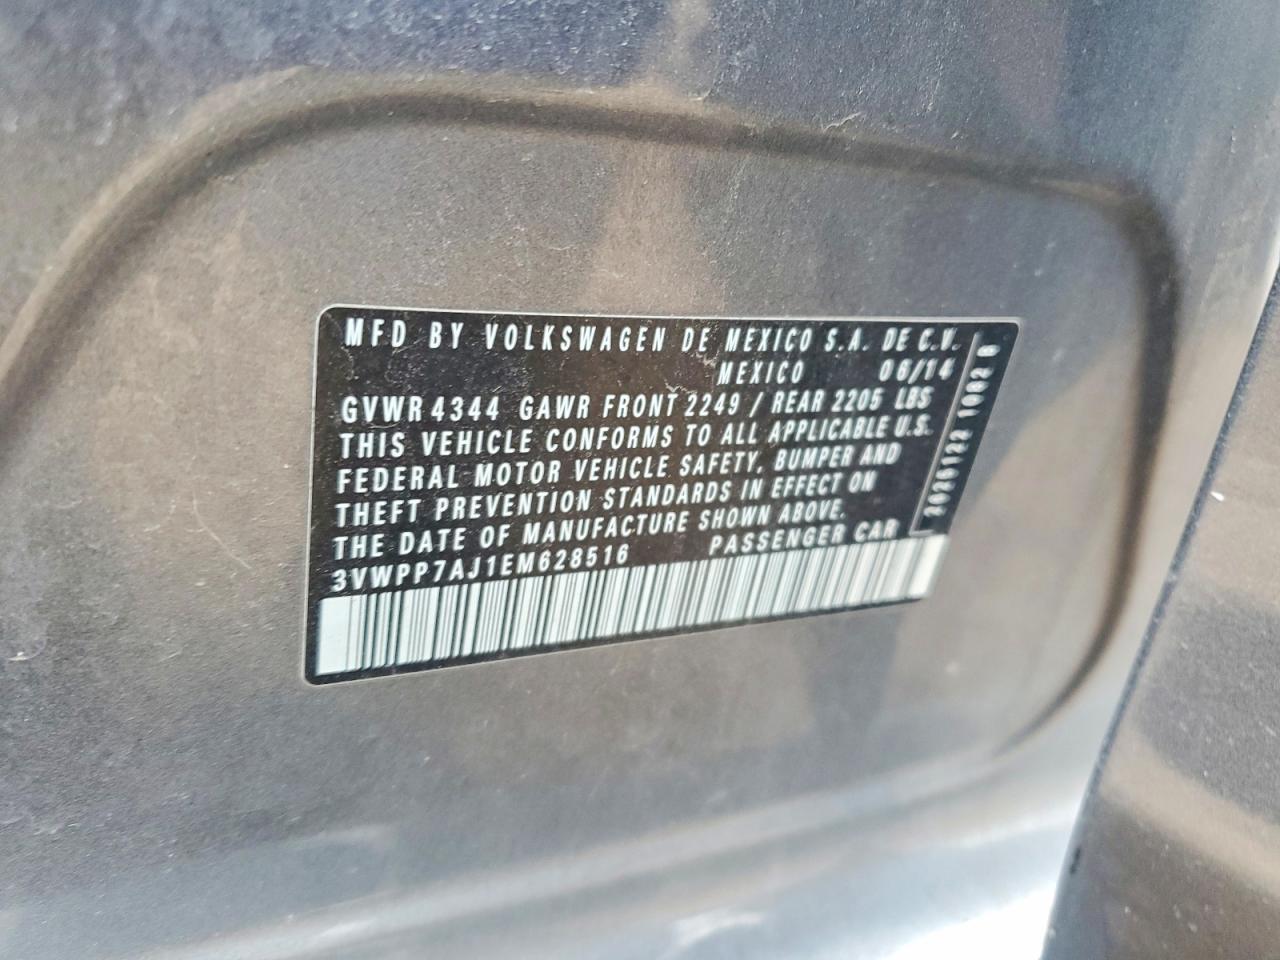 MFD BY VOLKSWAGEN DE MEXICO S.A. DE C.V.
MEXICO 06/14
GVWR 4344 GAWR FRONT 2249 / REAR 2205 LBS
THIS VEHICLE CONFORMS TO ALL APPLICABLE U.S.
FEDERAL MOTOR VEHICLE SAFETY, BUMPER AND
THEFT PREVENTION STANDARDS IN EFFECT ON
THE DATE OF MANUFACTURE SHOWN ABOVE.
3VWPP7AJ1EM628516 PASSENGER CAR